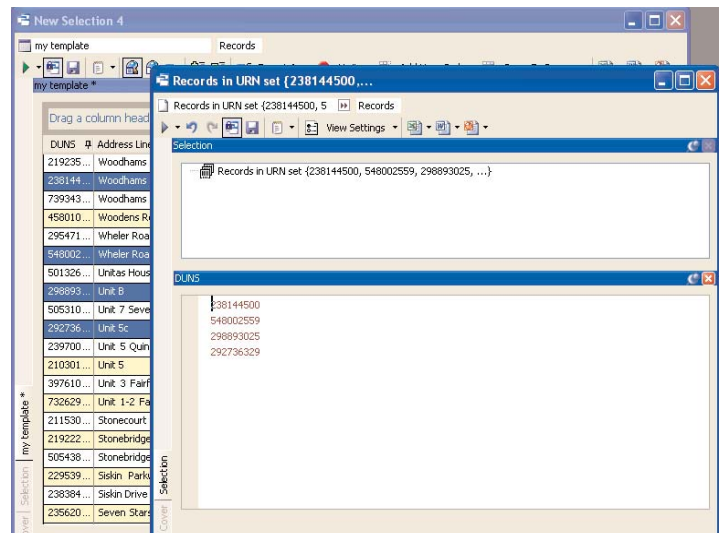 New Selection 4
my template
Records
my template *
Drag a column head
DUNS Address Line
219235... Woodhams
238144... Woodhams
739343... Woodhams
458010... Woodens R
295471... Wheler Roa
548002... Wheler Roa
501326... Unitas Hous
298893... Unit B
505310... Unit 7 Seve
292736... Unit 5c
239700... Unit 5 Quin
210301... Unit 5
397610... Unit 3 Fairf
732629... Unit 1-2 Fa
211530... Stonecourt
219222... Stonebridge
505438... Stonebridge
229539... Siskin Parkw
238384... Siskin Drive
235620... Seven Stars
my template *
Selection
Cover
Records in URN set {238144500,...
Records in URN set {238144500, 5
Records
View Settings
Selection
Records in URN set {238144500, 548002559, 298893025, ...}
DUNS
238144500
548002559
298893025
292736329
Selection
Cover